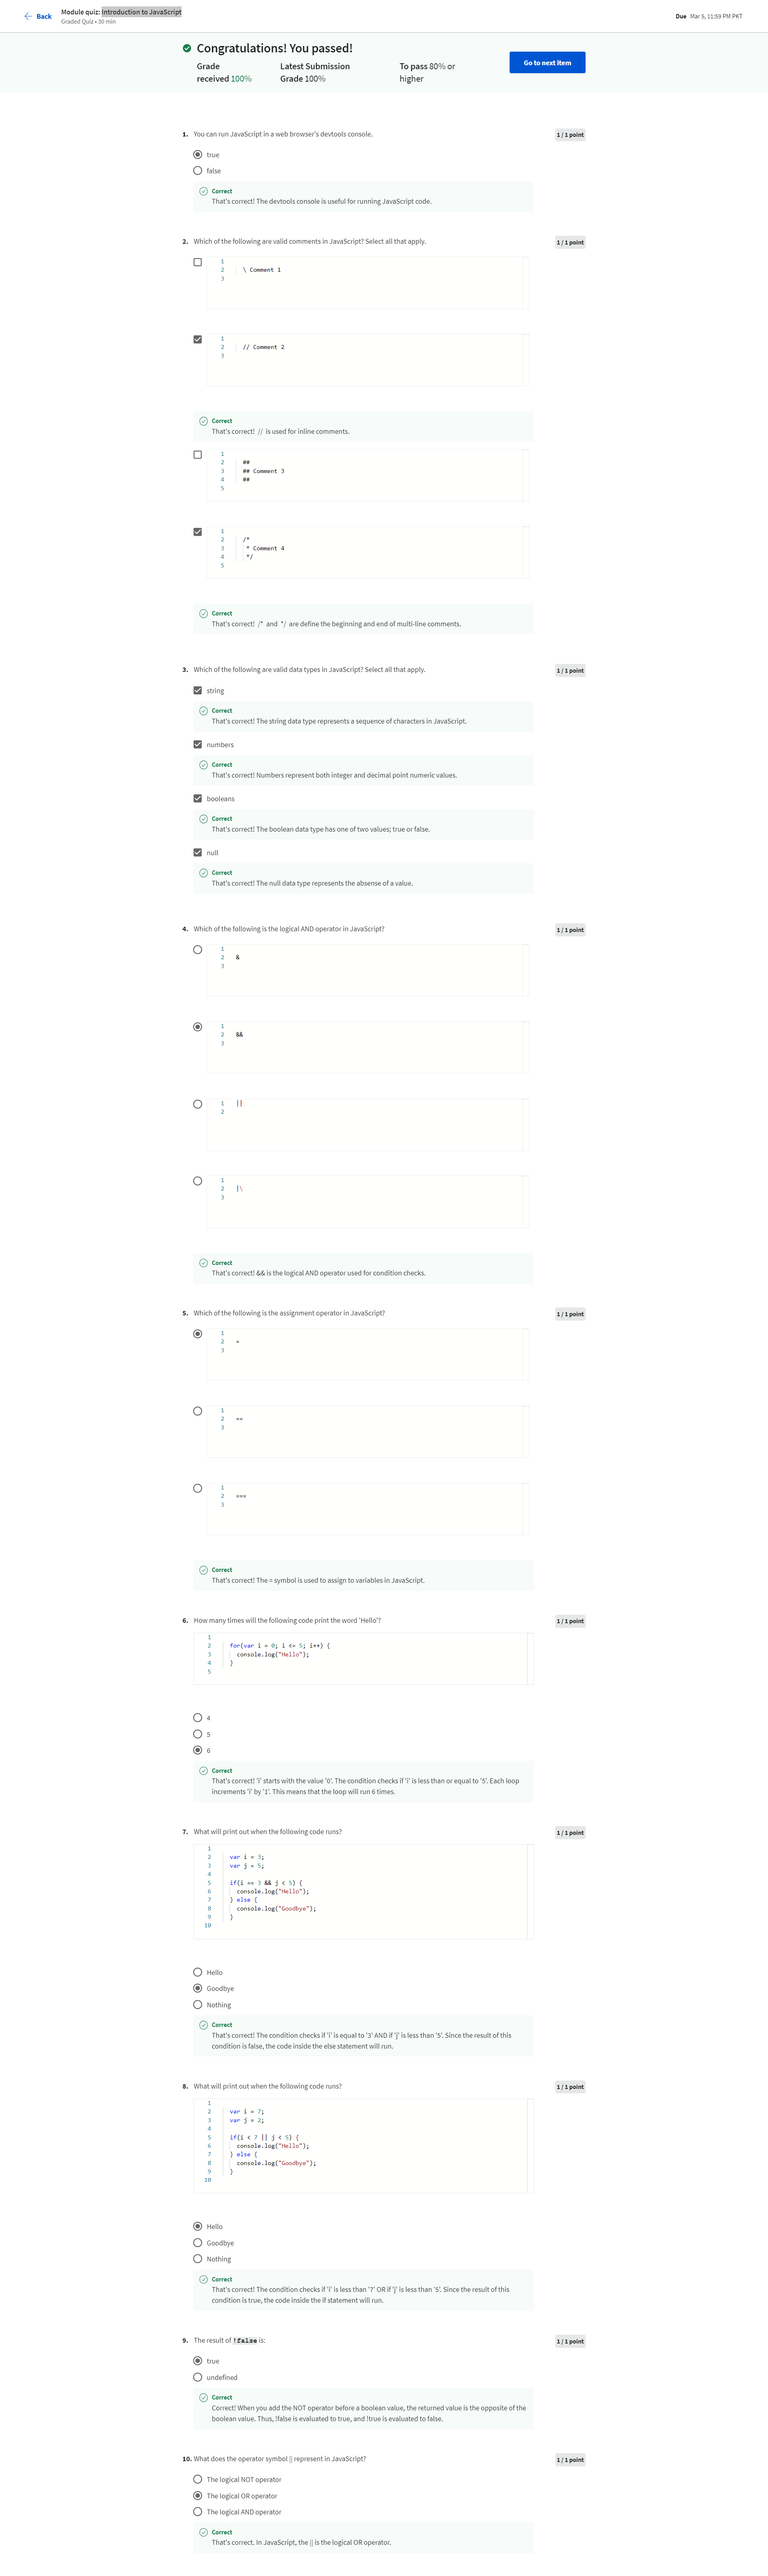 Back
Module quiz: Introduction to JavaScript
Graded Quiz • 30 min
Due Mar 5, 11:59 PM PKT
Congratulations! You passed!
Grade received 100%
Latest Submission Grade 100%
To pass 80% or higher
Go to next item
1. You can run JavaScript in a web browser's devtools console.
1 / 1 point
true
false
Correct
That's correct! The devtools console is useful for running JavaScript code.
2. Which of the following are valid comments in JavaScript? Select all that apply.
1 / 1 point
1
2 \ Comment 1
3
1
2 // Comment 2
3
Correct
That's correct! // is used for inline comments.
1
2 ##
3 ## Comment 3
4 ##
5
1
2 /*
3 * Comment 4
4 */
5
Correct
That's correct! /* and */ are define the beginning and end of multi-line comments.
3. Which of the following are valid data types in JavaScript? Select all that apply.
1 / 1 point
string
Correct
That's correct! The string data type represents a sequence of characters in JavaScript.
numbers
Correct
That's correct! Numbers represent both integer and decimal point numeric values.
booleans
Correct
That's correct! The boolean data type has one of two values; true or false.
null
Correct
That's correct! The null data type represents the absense of a value.
4. Which of the following is the logical AND operator in JavaScript?
1 / 1 point
1
2 &
3
1
2 &&
3
1 ||
2
1
2 |\
3
Correct
That's correct! && is the logical AND operator used for condition checks.
5. Which of the following is the assignment operator in JavaScript?
1 / 1 point
1
2 =
3
1
2 ==
3
1
2 ===
3
Correct
That's correct! The = symbol is used to assign to variables in JavaScript.
6. How many times will the following code print the word 'Hello'?
1 / 1 point
1
2 for(var i = 0; i <= 5; i++) {
3 console.log("Hello");
4 }
5
4
5
6
Correct
That's correct! 'i' starts with the value '0'. The condition checks if 'i' is less than or equal to '5'. Each loop
increments 'i' by '1'. This means that the loop will run 6 times.
7. What will print out when the following code runs?
1 / 1 point
1
2 var i = 3;
3 var j = 5;
4
5 if(i == 3 && j < 5) {
6 console.log("Hello");
7 } else {
8 console.log("Goodbye");
9 }
10
Hello
Goodbye
Nothing
Correct
That's correct! The condition checks if 'i' is equal to '3' AND if 'j' is less than '5'. Since the result of this
condition is false, the code inside the else statement will run.
8. What will print out when the following code runs?
1 / 1 point
1
2 var i = 7;
3 var j = 2;
4
5 if(i < 7 || j < 5) {
6 console.log("Hello");
7 } else {
8 console.log("Goodbye");
9 }
10
Hello
Goodbye
Nothing
Correct
That's correct! The condition checks if 'i' is less than '7' OR if 'j' is less than '5'. Since the result of this
condition is true, the code inside the if statement will run.
9. The result of !false is:
1 / 1 point
true
undefined
Correct
Correct! When you add the NOT operator before a boolean value, the returned value is the opposite of the
boolean value. Thus, !false is evaluated to true, and !true is evaluated to false.
10. What does the operator symbol || represent in JavaScript?
1 / 1 point
The logical NOT operator
The logical OR operator
The logical AND operator
Correct
That's correct. In JavaScript, the || is the logical OR operator.